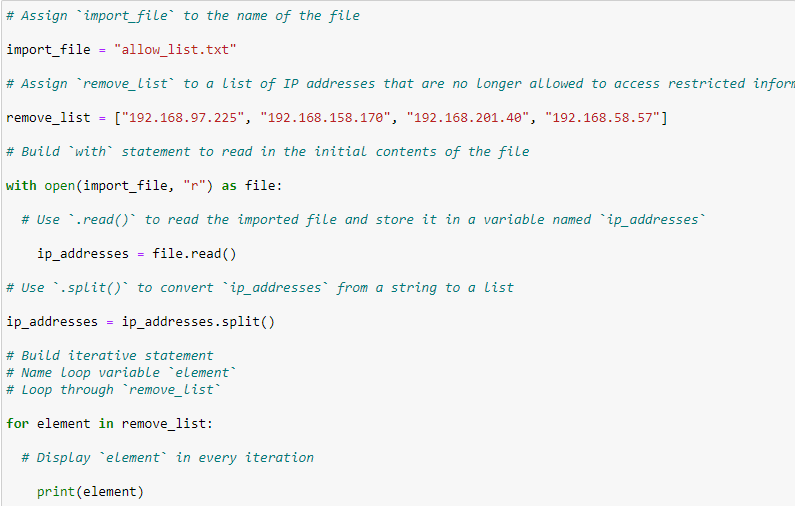 # Assign `import_file` to the name of the file
import_file = "allow_list.txt"
# Assign `remove_list` to a list of IP addresses that are no longer allowed to access restricted
remove_list = ["192.168.97.225", "192.168.158.170", "192.168.201.40", "192.168.58.57"]
# Build `with` statement to read in the initial contents of the file
with open(import_file, "r") as file:
# Use `.read()` to read the imported file and store it in a variable named `ip_addresses`
ip_addresses = file.read()
# Use `.split()` to convert `ip_addresses` from a string to a list
ip_addresses = ip_addresses.split()
# Build iterative statement
# Name loop variable `element`
# Loop through `remove_list`
for element in remove_list:
# Display `element` in every iteration
print(element)